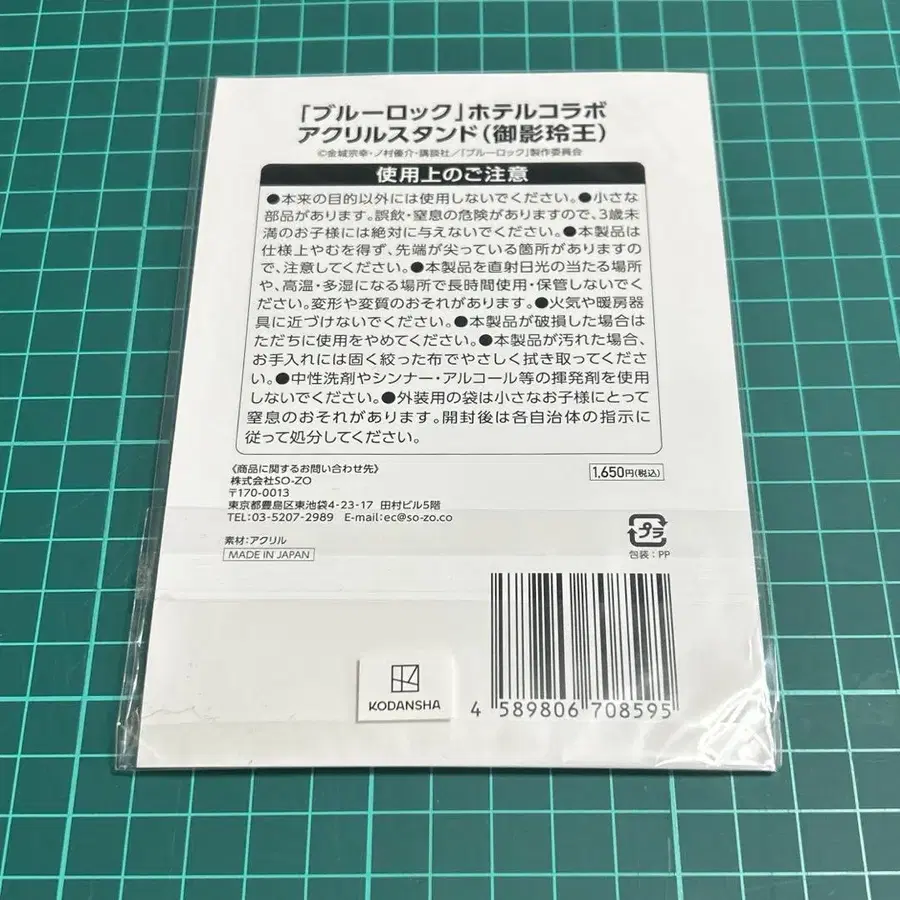 「ブルーロック」ホテルコラボ
アクリルスタンド(御影玲王)
©金城宗幸・ノ村優介・講談社/「ブルーロック」製作委員会
使用上のご注意
●本来の目的以外には使用しないでください。●小さな
部品があります。誤飲・窒息の危険がありますので、3歳未
満のお子様には絶対に与えないでください。●本製品は
仕様上やむを得ず、先端が尖っている箇所がありますの
で、注意してください。●本製品を直射日光の当たる場所
や、高温・多湿になる場所で長時間使用・保管しないでくだ
さい。変形や変質のおそれがあります。●火気や暖房器
具に近づけないでください。●本製品が破損した場合は
ただちに使用をやめてください。●本製品が汚れた場合、
お手入れには固く絞った布でやさしく拭き取ってくださ
い。●中性洗剤やシンナー・アルコール等の揮発剤を使用
しないでください。●外装用の袋は小さなお子様にとって
窒息のおそれがあります。開封後は各自治体の指示に
従って処分してください。
《商品に関するお問い合わせ先》
株式会社SO-ZO
〒170-0013
東京都豊島区東池袋4-23-17 田村ビル5階
TEL:03-5207-2989 E-mail:ec@so-zo.co
1,650円(税込)
素材:アクリル
MADE IN JAPAN
プラ
包装:PP
KODANSHA
4 589806 708595